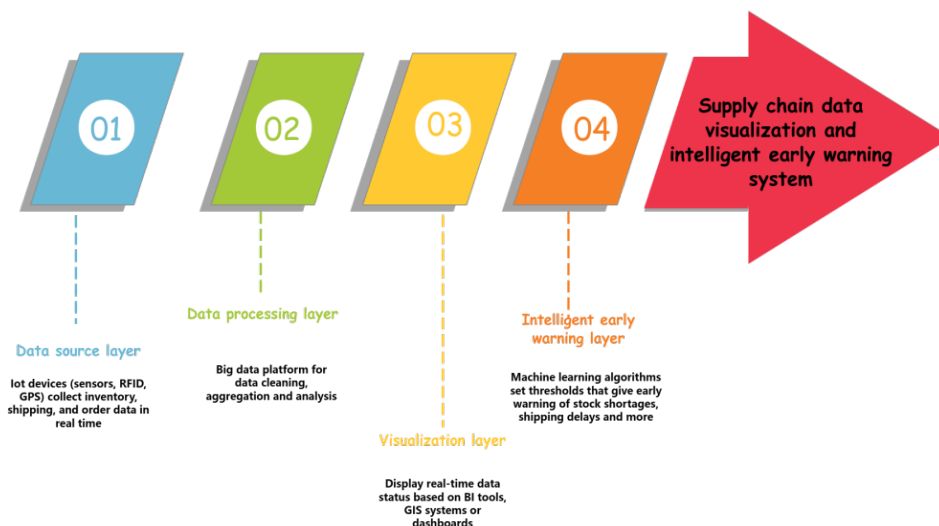 01
02
03
04
Supply chain data
visualization and
intelligent early warning
system
Data source layer
Iot devices (sensors, RFID,
GPS) collect inventory,
shipping, and order data in
real time
Data processing layer
Big data platform for
data cleaning,
aggregation and analysis
Visualization layer
Display real-time data
status based on BI tools,
GIS systems or
dashboards
Intelligent early
warning layer
Machine learning algorithms
set thresholds that give early
warning of stock shortages,
shipping delays and more